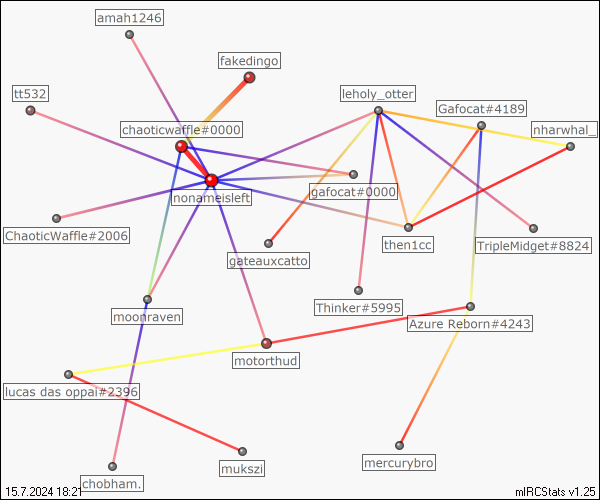 amah1246
fakedingo
tt532
leholy_otter
Gafocat#4189
chaoticwaffle#0000
nharwhal_
gafocat#0000
nonameisleft
ChaoticWaffle#2006
then1cc
TripleMidget#8824
gateauxcatto
Thinker#5995
moonraven
Azure Reborn#4243
motorthud
lucas das oppai#2396
mukszi
mercurybro
chobham.
15.7.2024 18:21
mIRCStats v1.25